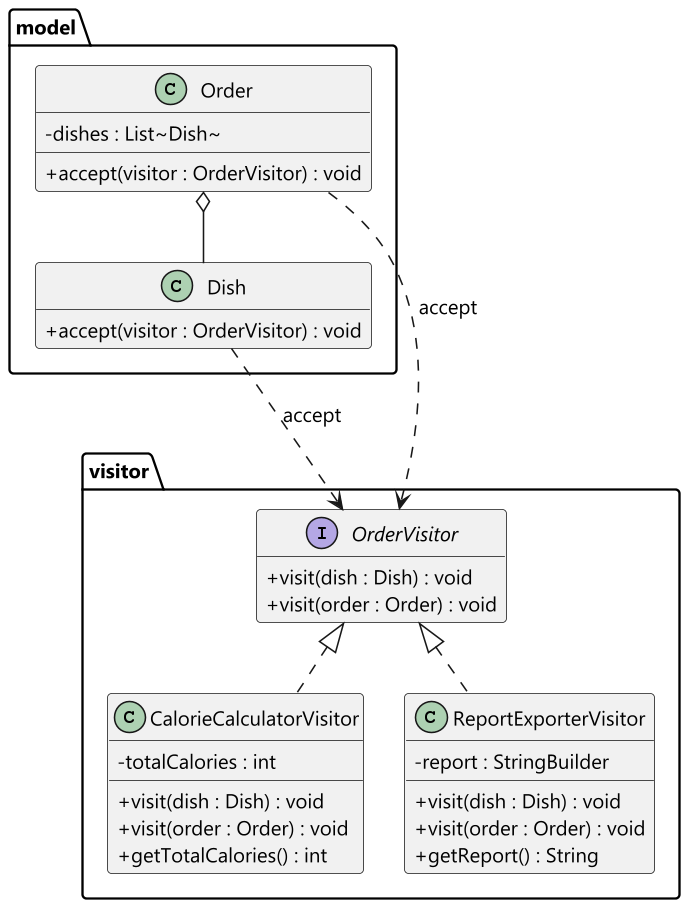 model
C Order
-dishes : List~Dish~
+accept(visitor : OrderVisitor) : void
C Dish
+accept(visitor : OrderVisitor) : void
accept
accept
visitor
I OrderVisitor
+visit(dish : Dish) : void
+visit(order : Order) : void
C CalorieCalculatorVisitor
-totalCalories : int
+visit(dish : Dish) : void
+visit(order : Order) : void
+getTotalCalories() : int
C ReportExporterVisitor
-report : StringBuilder
+visit(dish : Dish) : void
+visit(order : Order) : void
+getReport() : String